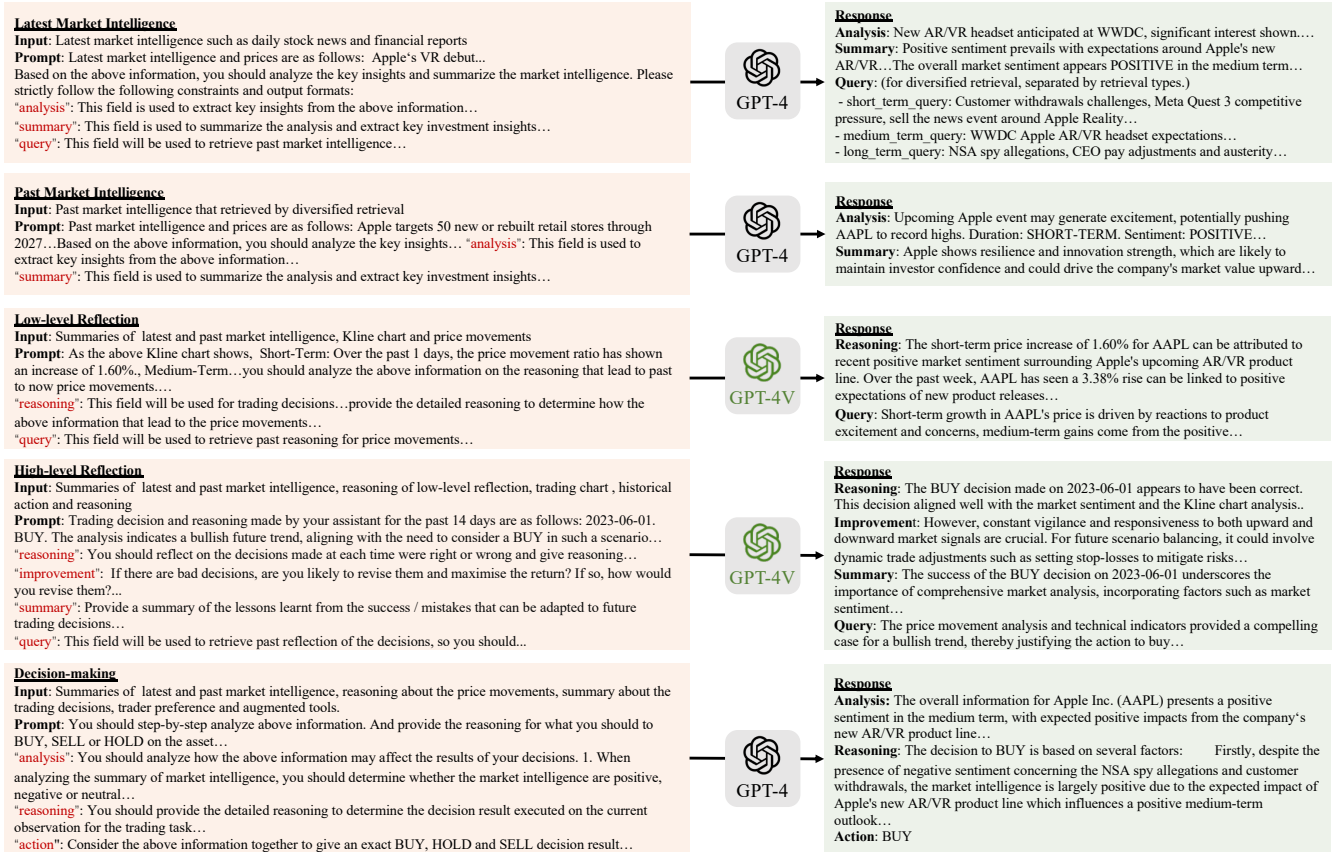 Latest Market Intelligence
Input: Latest market intelligence such as daily stock news and financial reports
Prompt: Latest market intelligence and prices are as follows: Apple‘s VR debut...
Based on the above information, you should analyze the key insights and summarize the market intelligence. Please
strictly follow the following constraints and output formats:
"analysis": This field is used to extract key insights from the above information…
"summary": This field is used to summarize the analysis and extract key investment insights…
"query": This field will be used to retrieve past market intelligence…
GPT-4
Response
Analysis: New AR/VR headset anticipated at WWDC, significant interest shown.…
Summary: Positive sentiment prevails with expectations around Apple's new
AR/VR…The overall market sentiment appears POSITIVE in the medium term…
Query: (for diversified retrieval, separated by retrieval types.)
- short_term_query: Customer withdrawals challenges, Meta Quest 3 competitive
pressure, sell the news event around Apple Reality…
- medium_term_query: WWDC Apple AR/VR headset expectations…
- long_term_query: NSA spy allegations, CEO pay adjustments and austerity…
Past Market Intelligence
Input: Past market intelligence that retrieved by diversified retrieval
Prompt: Past market intelligence and prices are as follows: Apple targets 50 new or rebuilt retail stores through
2027…Based on the above information, you should analyze the key insights… "analysis": This field is used to
extract key insights from the above information…
"summary": This field is used to summarize the analysis and extract key investment insights…
GPT-4
Response
Analysis: Upcoming Apple event may generate excitement, potentially pushing
AAPL to record highs. Duration: SHORT-TERM. Sentiment: POSITIVE…
Summary: Apple shows resilience and innovation strength, which are likely to
maintain investor confidence and could drive the company's market value upward…
Low-level Reflection
Input: Summaries of latest and past market intelligence, Kline chart and price movements
Prompt: As the above Kline chart shows, Short-Term: Over the past 1 days, the price movement ratio has shown
an increase of 1.60%., Medium-Term…you should analyze the above information on the reasoning that lead to past
to now price movements.…
"reasoning": This field will be used for trading decisions…provide the detailed reasoning to determine how the
above information that lead to the price movements…
"query": This field will be used to retrieve past reasoning for price movements…
GPT-4V
Response
Reasoning: The short-term price increase of 1.60% for AAPL can be attributed to
recent positive market sentiment surrounding Apple's upcoming AR/VR product
line. Over the past week, AAPL has seen a 3.38% rise can be linked to positive
expectations of new product releases…
Query: Short-term growth in AAPL's price is driven by reactions to product
excitement and concerns, medium-term gains come from the positive…
High-level Reflection
Input: Summaries of latest and past market intelligence, reasoning of low-level reflection, trading chart , historical
action and reasoning
Prompt: Trading decision and reasoning made by your assistant for the past 14 days are as follows: 2023-06-01.
BUY. The analysis indicates a bullish future trend, aligning with the need to consider a BUY in such a scenario…
"reasoning": You should reflect on the decisions made at each time were right or wrong and give reasoning…
"improvement": If there are bad decisions, are you likely to revise them and maximise the return? If so, how would
you revise them?...
"summary": Provide a summary of the lessons learnt from the success / mistakes that can be adapted to future
trading decisions…
"query": This field will be used to retrieve past reflection of the decisions, so you should...
GPT-4V
Response
Reasoning: The BUY decision made on 2023-06-01 appears to have been correct.
This decision aligned well with the market sentiment and the Kline chart analysis..
Improvement: However, constant vigilance and responsiveness to both upward and
downward market signals are crucial. For future scenario balancing, it could involve
dynamic trade adjustments such as setting stop-losses to mitigate risks…
Summary: The success of the BUY decision on 2023-06-01 underscores the
importance of comprehensive market analysis, incorporating factors such as market
sentiment…
Query: The price movement analysis and technical indicators provided a compelling
case for a bullish trend, thereby justifying the action to buy…
Decision-making
Input: Summaries of latest and past market intelligence, reasoning about the price movements, summary about the
trading decisions, trader preference and augmented tools.
Prompt: You should step-by-step analyze above information. And provide the reasoning for what you should to
BUY, SELL or HOLD on the asset…
"analysis": You should analyze how the above information may affect the results of your decisions. 1. When
analyzing the summary of market intelligence, you should determine whether the market intelligence are positive,
negative or neutral…
"reasoning": You should provide the detailed reasoning to determine the decision result executed on the current
observation for the trading task…
"action": Consider the above information together to give an exact BUY, HOLD and SELL decision result…
GPT-4
Response
Analysis: The overall information for Apple Inc. (AAPL) presents a positive
sentiment in the medium term, with expected positive impacts from the company‘s
new AR/VR product line…
Reasoning: The decision to BUY is based on several factors: Firstly, despite the
presence of negative sentiment concerning the NSA spy allegations and customer
withdrawals, the market intelligence is largely positive due to the expected impact of
Apple's new AR/VR product line which influences a positive medium-term
outlook…
Action: BUY